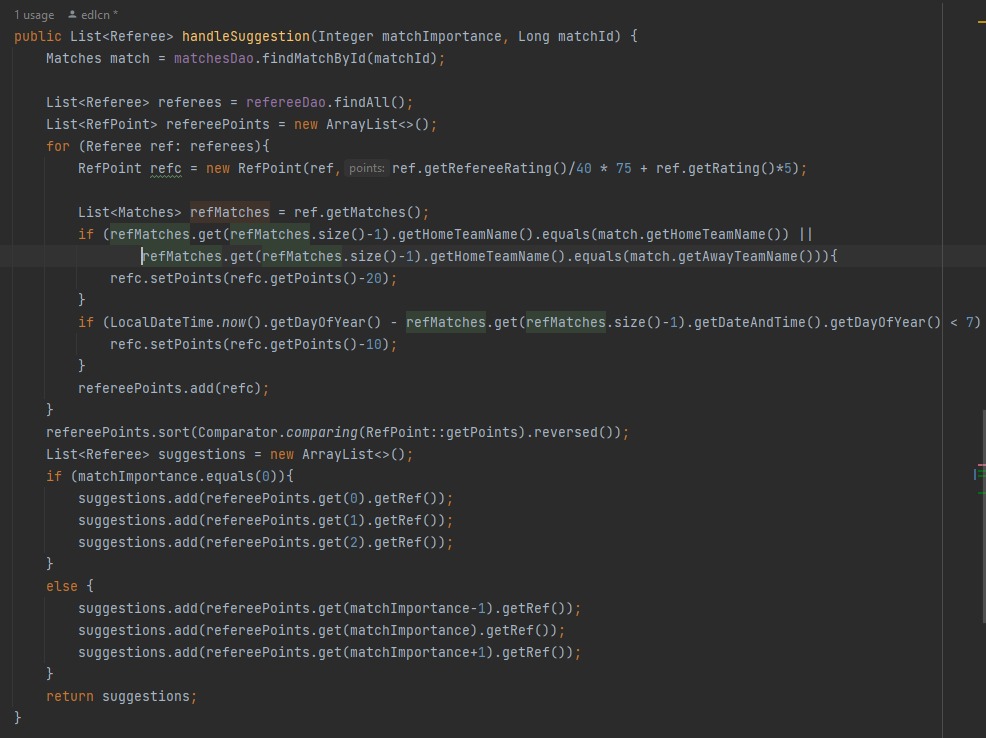 1 usage edlcn *
public List<Referee> handleSuggestion(Integer matchImportance, Long matchId) {
    Matches match = matchesDao.findMatchById(matchId);

    List<Referee> referees = refereeDao.findAll();
    List<RefPoint> refereePoints = new ArrayList<>();
    for (Referee ref: referees){
        RefPoint refc = new RefPoint(ref, points: ref.getRefereeRating()/40 * 75 + ref.getRating()*5);

        List<Matches> refMatches = ref.getMatches();
        if (refMatches.get(refMatches.size()-1).getHomeTeamName().equals(match.getHomeTeamName()) ||
                refMatches.get(refMatches.size()-1).getHomeTeamName().equals(match.getAwayTeamName())){
            refc.setPoints(refc.getPoints()-20);
        }
        if (LocalDateTime.now().getDayOfYear() - refMatches.get(refMatches.size()-1).getDateAndTime().getDayOfYear() < 7)
            refc.setPoints(refc.getPoints()-10);
        }
        refereePoints.add(refc);
    }
    refereePoints.sort(Comparator.comparing(RefPoint::getPoints).reversed());
    List<Referee> suggestions = new ArrayList<>();
    if (matchImportance.equals(0)){
        suggestions.add(refereePoints.get(0).getRef());
        suggestions.add(refereePoints.get(1).getRef());
        suggestions.add(refereePoints.get(2).getRef());
    }
    else {
        suggestions.add(refereePoints.get(matchImportance-1).getRef());
        suggestions.add(refereePoints.get(matchImportance).getRef());
        suggestions.add(refereePoints.get(matchImportance+1).getRef());
    }
    return suggestions;
}